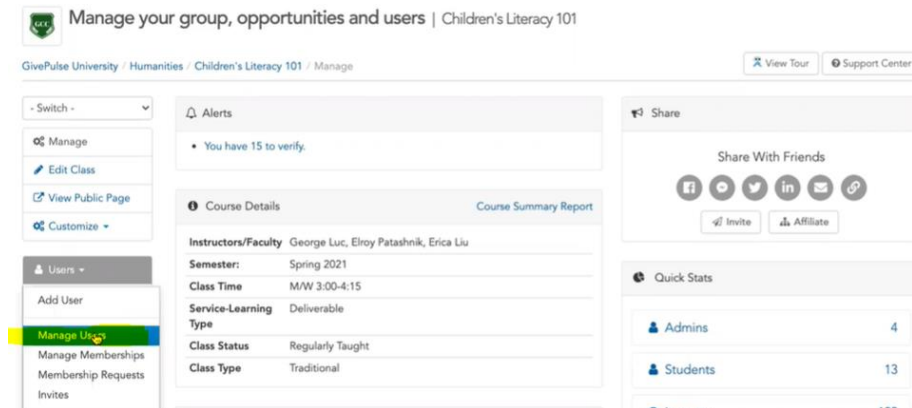 GCC
Manage your group, opportunities and users | Children's Literacy 101
GivePulse University / Humanities / Children's Literacy 101 / Manage
View Tour
Support Center
- Switch -
Manage
Edit Class
View Public Page
Customize
Users
Add User
Manage Users
Manage Memberships
Membership Requests
Invites
Alerts
You have 15 to verify.
Course Details
Course Summary Report
Instructors/Faculty George Luc, Elroy Patashnik, Erica Liu
Semester: Spring 2021
Class Time M/W 3:00-4:15
Service-Learning Deliverable
Type
Class Status Regularly Taught
Class Type Traditional
Share
Share With Friends
Invite
Affiliate
Quick Stats
Admins 4
Students 13